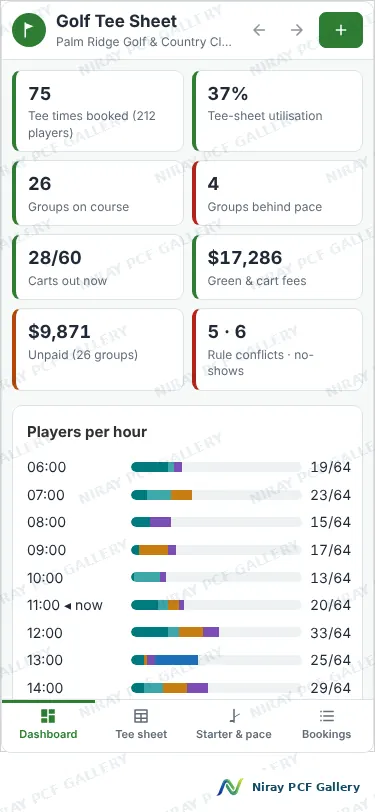 Golf Tee Sheet
Palm Ridge Golf & Country Cl...
75
Tee times booked (212
players)
37%
Tee-sheet utilisation
26
Groups on course
4
Groups behind pace
28/60
Carts out now
$17,286
Green & cart fees
$9,871
Unpaid (26 groups)
5 · 6
Rule conflicts · no-
shows
Players per hour
06:00 19/64
07:00 23/64
08:00 15/64
09:00 17/64
10:00 13/64
11:00 ◂ now 20/64
12:00 33/64
13:00 25/64
14:00 29/64
Dashboard
Tee sheet
Starter & pace
Bookings
Niray PCF Gallery
NIRAY PCF GALLERY